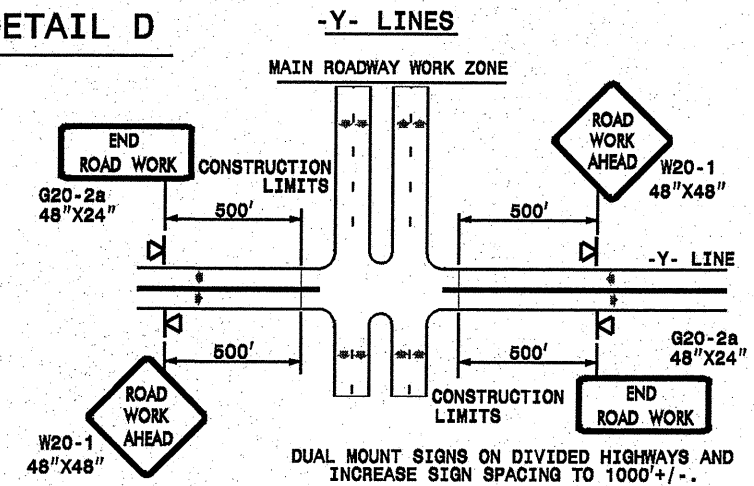 ETAIL D
-Y- LINES
MAIN ROADWAY WORK ZONE
END
ROAD WORK
G20-2a
48"X24"
CONSTRUCTION
LIMITS
500'
ROAD
WORK
AHEAD
W20-1
48"X48"
500'
-Y- LINE
500'
ROAD
WORK
AHEAD
W20-1
48"X48"
500'
CONSTRUCTION
LIMITS
G20-2a
48"X24"
END
ROAD WORK
DUAL MOUNT SIGNS ON DIVIDED HIGHWAYS AND
INCREASE SIGN SPACING TO 1000'+/-.